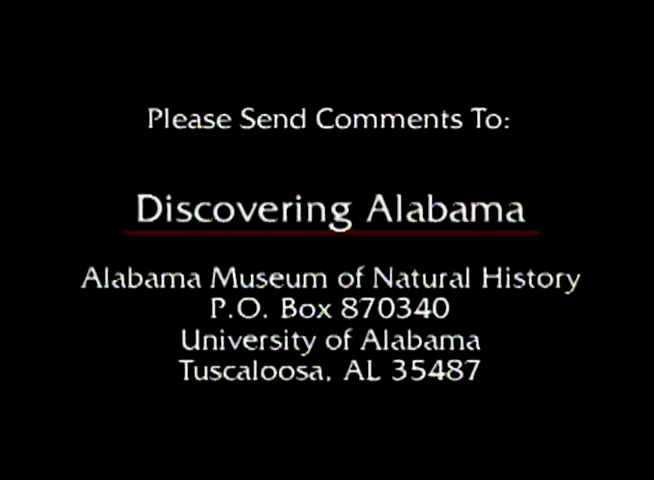 Please Send Comments To:
Discovering Alabama
Alabama Museum of Natural History
P.O. Box 870340
University of Alabama
Tuscaloosa, AL 35487